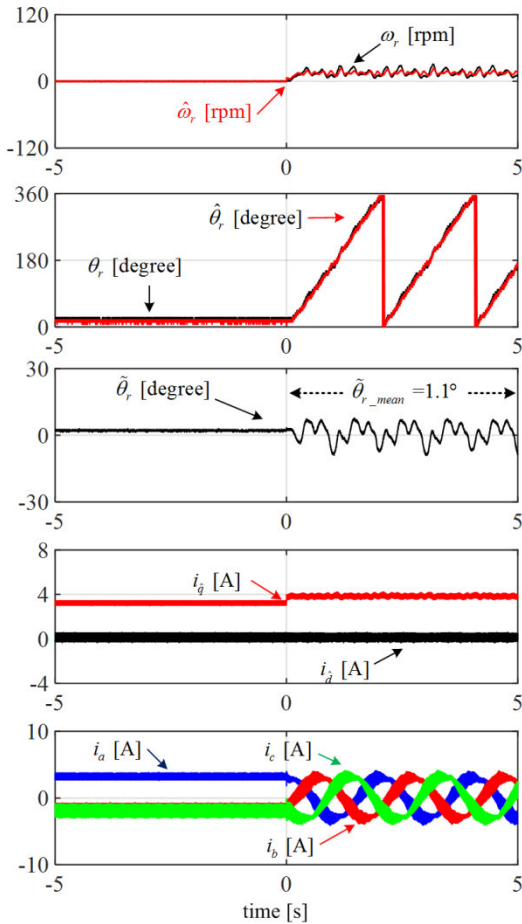 120
ω_r [rpm]
0
ω̂_r [rpm]
-120
-5 0 5
360
θ̂_r [degree]
180
θ_r [degree]
0
-5 0 5
30
θ̃_r [degree]
θ̃_{r_mean} =1.1°
0
-30
-5 0 5
8
i_q̂ [A]
4
0
i_d̂ [A]
-4
-5 0 5
10
i_a [A] i_c [A]
0
i_b [A]
-10
-5 0 5
time [s]